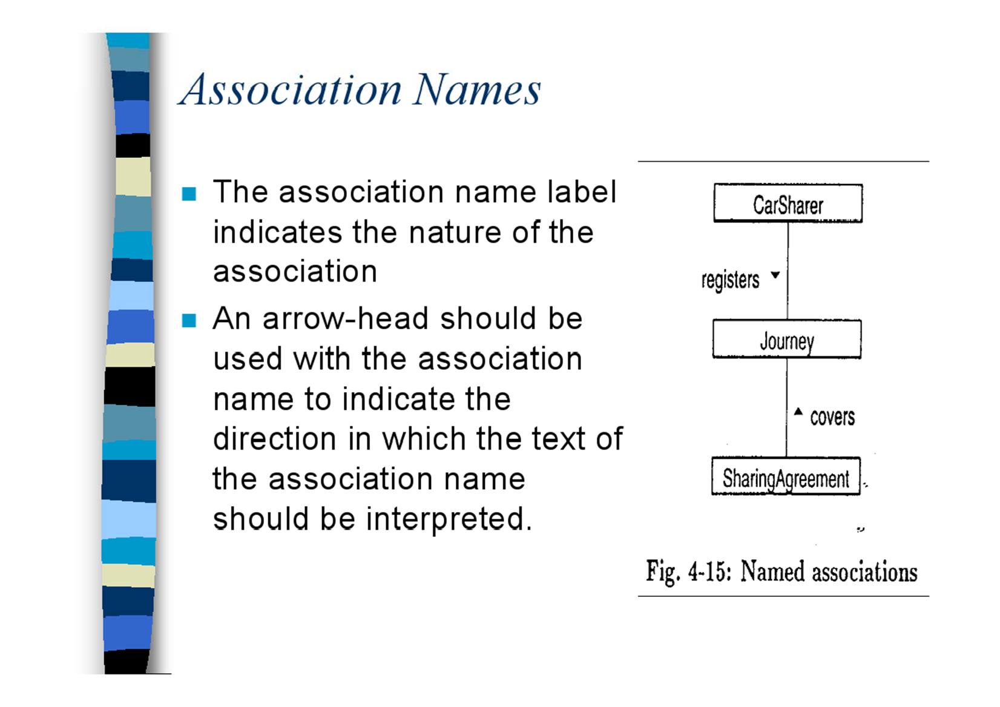 Association Names
The association name label
indicates the nature of the
association
An arrow-head should be
used with the association
name to indicate the
direction in which the text of
the association name
should be interpreted.
CarSharer
registers
Journey
covers
SharingAgreement
Fig. 4-15: Named associations